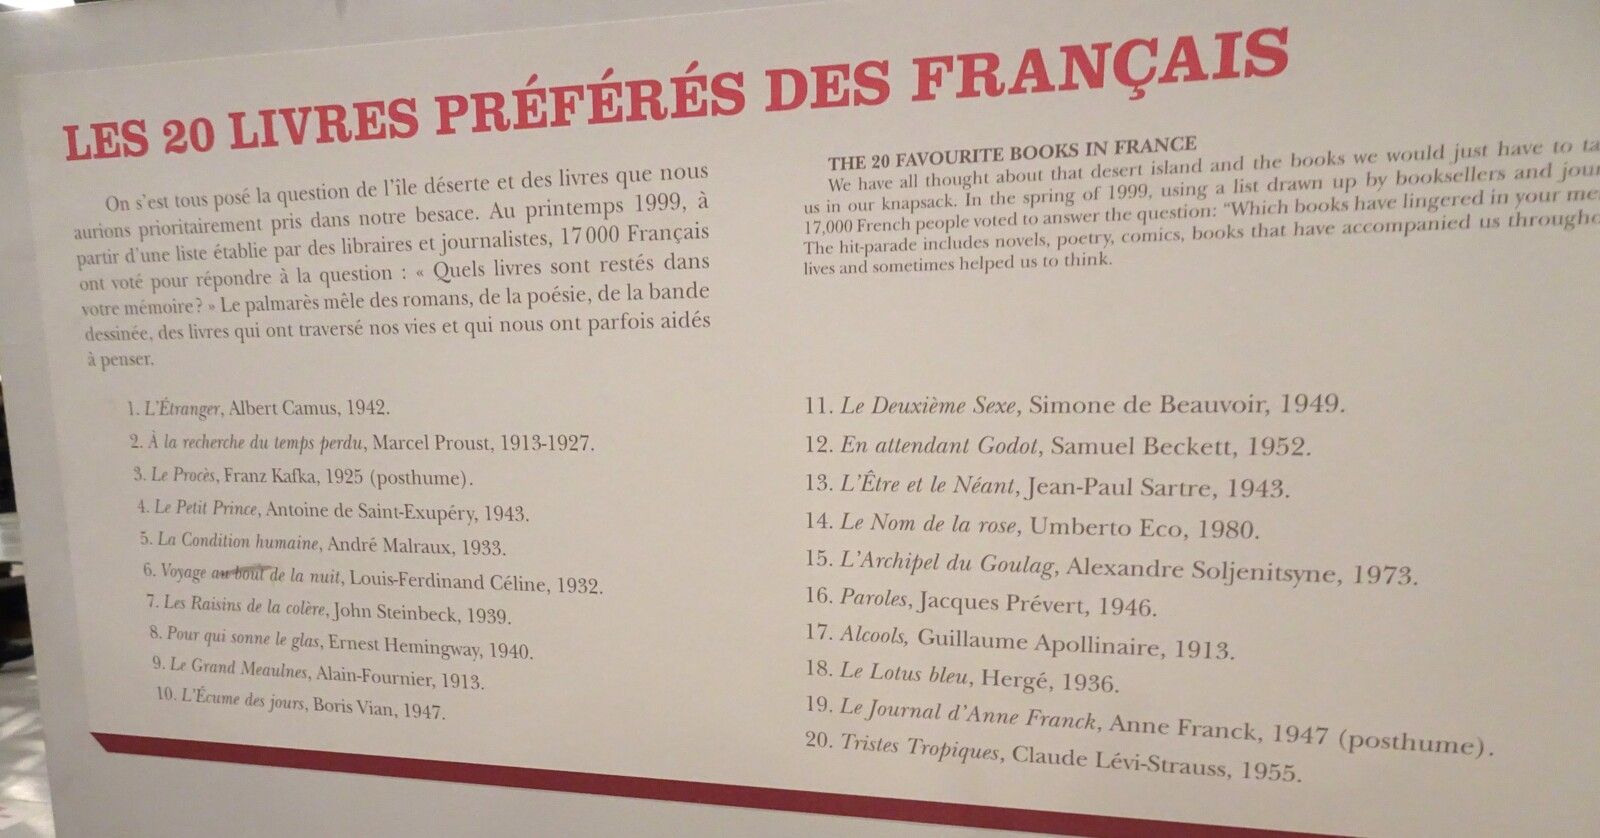 LES 20 LIVRES PRÉFÉRÉS DES FRANÇAIS
On s'est tous posé la question de l'île déserte et des livres que nous
aurions prioritairement pris dans notre besace. Au printemps 1999, à
partir d'une liste établie par des libraires et journalistes, 17 000 Français
ont voté pour répondre à la question : « Quels livres sont restés dans
votre mémoire ? » Le palmarès mêle des romans, de la poésie, de la bande
dessinée, des livres qui ont traversé nos vies et qui nous ont parfois aidés
à penser.
THE 20 FAVOURITE BOOKS IN FRANCE
We have all thought about that desert island and the books we would just have to
us in our knapsack. In the spring of 1999, using a list drawn up by booksellers and
17,000 French people voted to answer the question: "Which books have lingered in your
The hit-parade includes novels, poetry, comics, books that have accompanied us
lives and sometimes helped us to think.
1. L'Étranger, Albert Camus, 1942.
2. À la recherche du temps perdu, Marcel Proust, 1913-1927.
3. Le Procès, Franz Kafka, 1925 (posthume).
4. Le Petit Prince, Antoine de Saint-Exupéry, 1943.
5. La Condition humaine, André Malraux, 1933.
6. Voyage au bout de la nuit, Louis-Ferdinand Céline, 1932.
7. Les Raisins de la colère, John Steinbeck, 1939.
8. Pour qui sonne le glas, Ernest Hemingway, 1940.
9. Le Grand Meaulnes, Alain-Fournier, 1913.
10. L'Écume des jours, Boris Vian, 1947.
11. Le Deuxième Sexe, Simone de Beauvoir, 1949.
12. En attendant Godot, Samuel Beckett, 1952.
13. L'Être et le Néant, Jean-Paul Sartre, 1943.
14. Le Nom de la rose, Umberto Eco, 1980.
15. L'Archipel du Goulag, Alexandre Soljenitsyne, 1973.
16. Paroles, Jacques Prévert, 1946.
17. Alcools, Guillaume Apollinaire, 1913.
18. Le Lotus bleu, Hergé, 1936.
19. Le Journal d'Anne Franck, Anne Franck, 1947 (posthume).
20. Tristes Tropiques, Claude Lévi-Strauss, 1955.